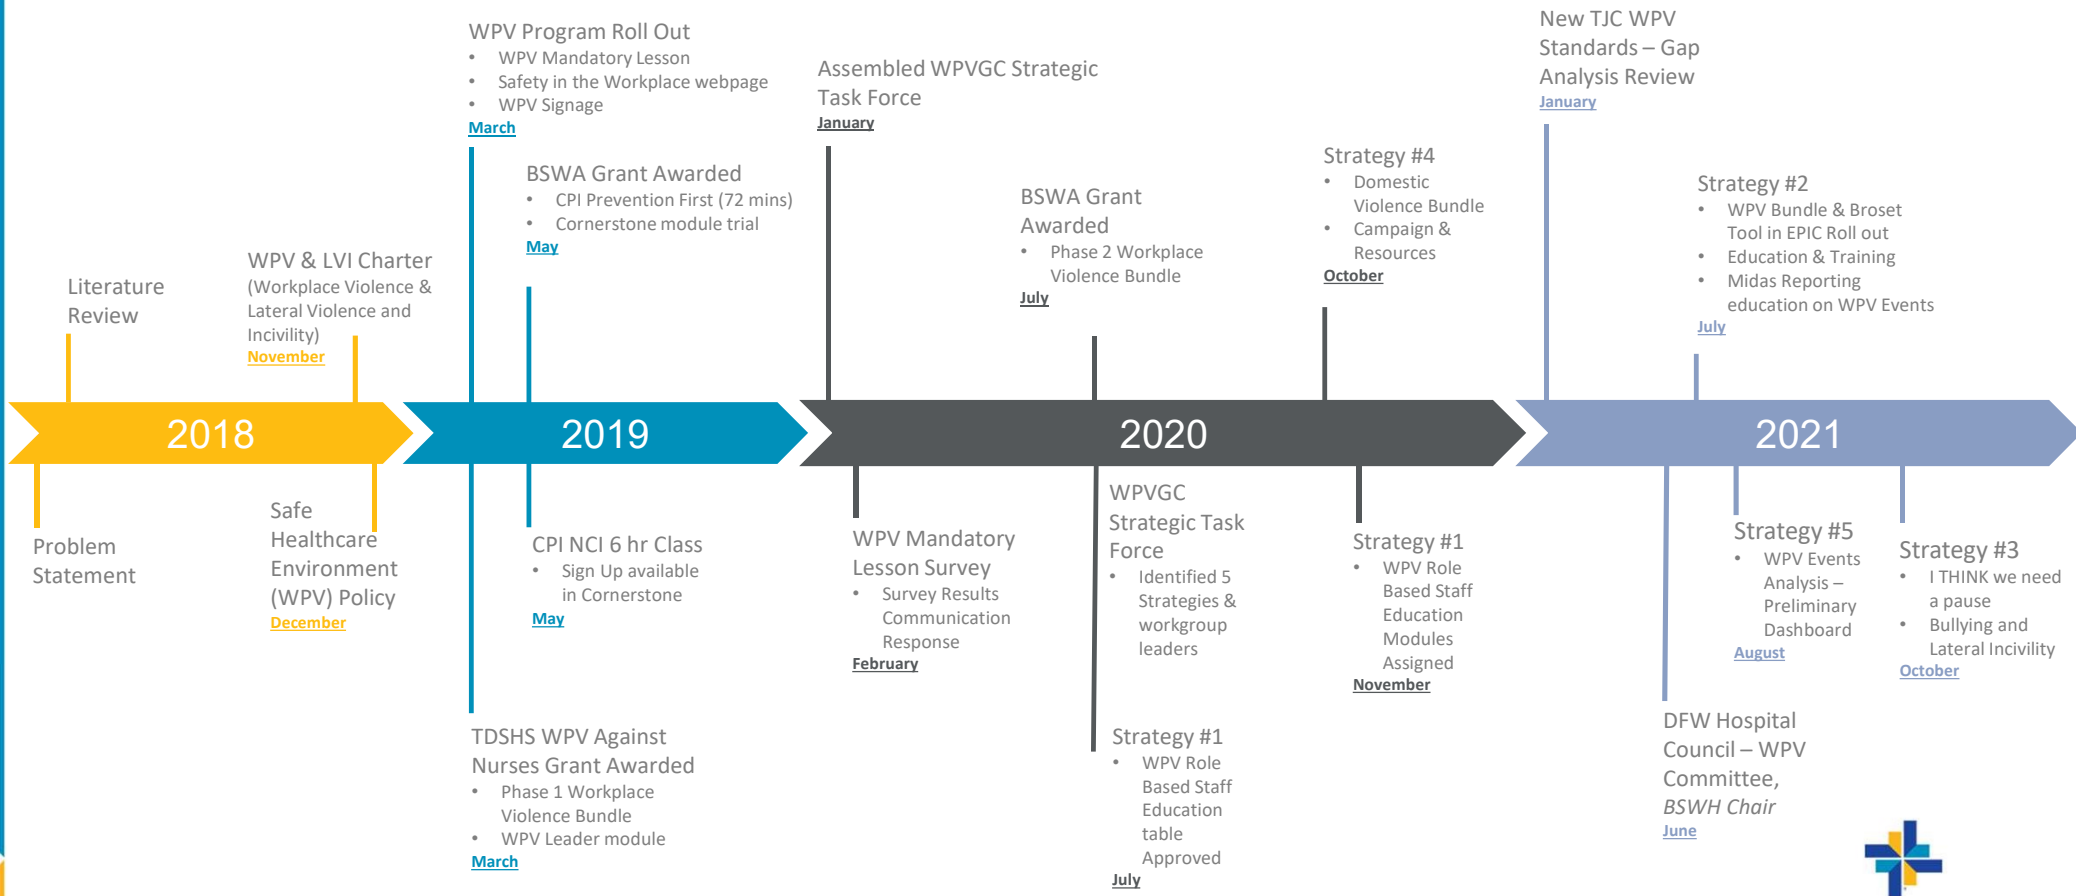 WPV Program Roll Out
• WPV Mandatory Lesson
• Safety in the Workplace webpage
• WPV Signage
March
BSWA Grant Awarded
• CPI Prevention First (72 mins)
• Cornerstone module trial
May
Literature
Review
WPV & LVI Charter
(Workplace Violence &
Lateral Violence and
Incivility)
November
Assembled WPVGC Strategic
Task Force
January
BSWA Grant
Awarded
• Phase 2 Workplace
Violence Bundle
July
Strategy #4
• Domestic
Violence Bundle
• Campaign &
Resources
October
New TJC WPV
Standards – Gap
Analysis Review
January
Strategy #2
• WPV Bundle & Broset
Tool in EPIC Roll out
• Education & Training
• Midas Reporting
education on WPV Events
July
2018
2019
2020
2021
Problem
Statement
Safe
Healthcare
Environment
(WPV) Policy
December
CPI NCI 6 hr Class
• Sign Up available
in Cornerstone
May
TDSHS WPV Against
Nurses Grant Awarded
• Phase 1 Workplace
Violence Bundle
• WPV Leader module
March
WPV Mandatory
Lesson Survey
• Survey Results
Communication
Response
February
WPVGC
Strategic Task
Force
• Identified 5
Strategies &
workgroup
leaders
Strategy #1
• WPV Role
Based Staff
Education
table
Approved
July
Strategy #1
• WPV Role
Based Staff
Education
Modules
Assigned
November
DFW Hospital
Council – WPV
Committee,
BSWH Chair
June
Strategy #5
• WPV Events
Analysis –
Preliminary
Dashboard
August
Strategy #3
• I THINK we need
a pause
• Bullying and
Lateral Incivility
October